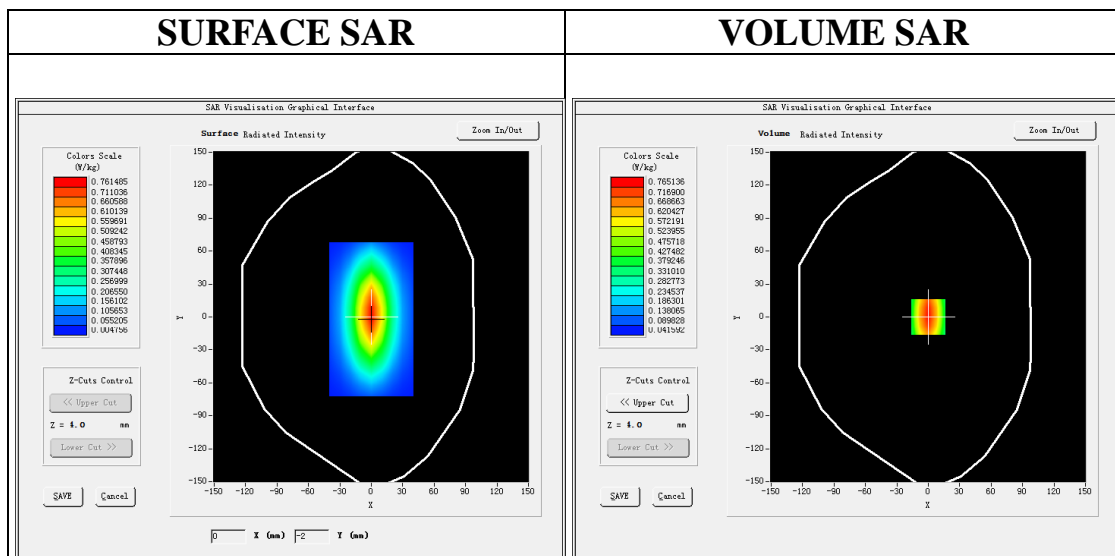 SURFACE SAR
VOLUME SAR
SAR Visualisation Graphical Interface
Surface Radiated Intensity
Zoom In/Out
Colors Scale
(W/kg)
0.761485
0.711036
0.660588
0.610139
0.559691
0.509242
0.458793
0.408345
0.357896
0.307448
0.256999
0.206550
0.156102
0.105653
0.055205
0.004756
Z-Cuts Control
<< Upper Cut
Z = 4.0 mm
Lower Cut >>
SAVE Cancel
150
120
90
60
30
0
-30
-60
-90
-120
-150
Y
-150 -120 -90 -60 -30 0 30 60 90 120 150
X
0 X (mm) -2 Y (mm)
SAR Visualisation Graphical Interface
Volume Radiated Intensity
Zoom In/Out
Colors Scale
(W/kg)
0.765136
0.716900
0.668663
0.620427
0.572191
0.523955
0.475718
0.427482
0.379246
0.331010
0.282773
0.234537
0.186301
0.138065
0.089828
0.041592
Z-Cuts Control
<< Upper Cut
Z = 4.0 mm
Lower Cut >>
SAVE Cancel
150
120
90
60
30
0
-30
-60
-90
-120
-150
Y
-150 -120 -90 -60 -30 0 30 60 90 120 150
X